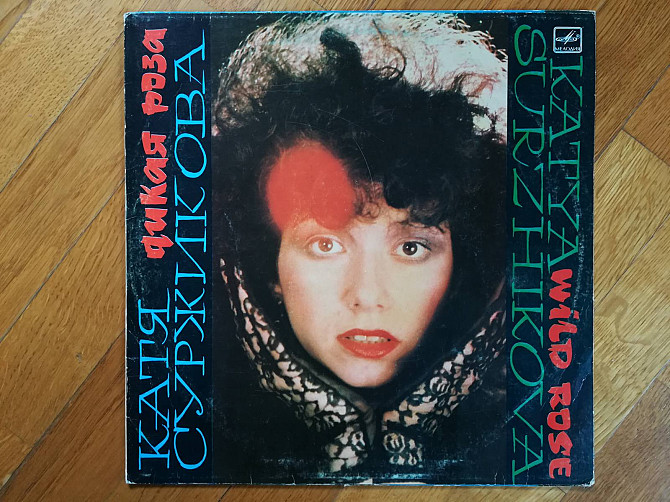 КАТЯ
СУРЖИКОВА
дикая роза
МЕЛОДИЯ
KATYA
SURZHIKOVA
WiLD ROSE